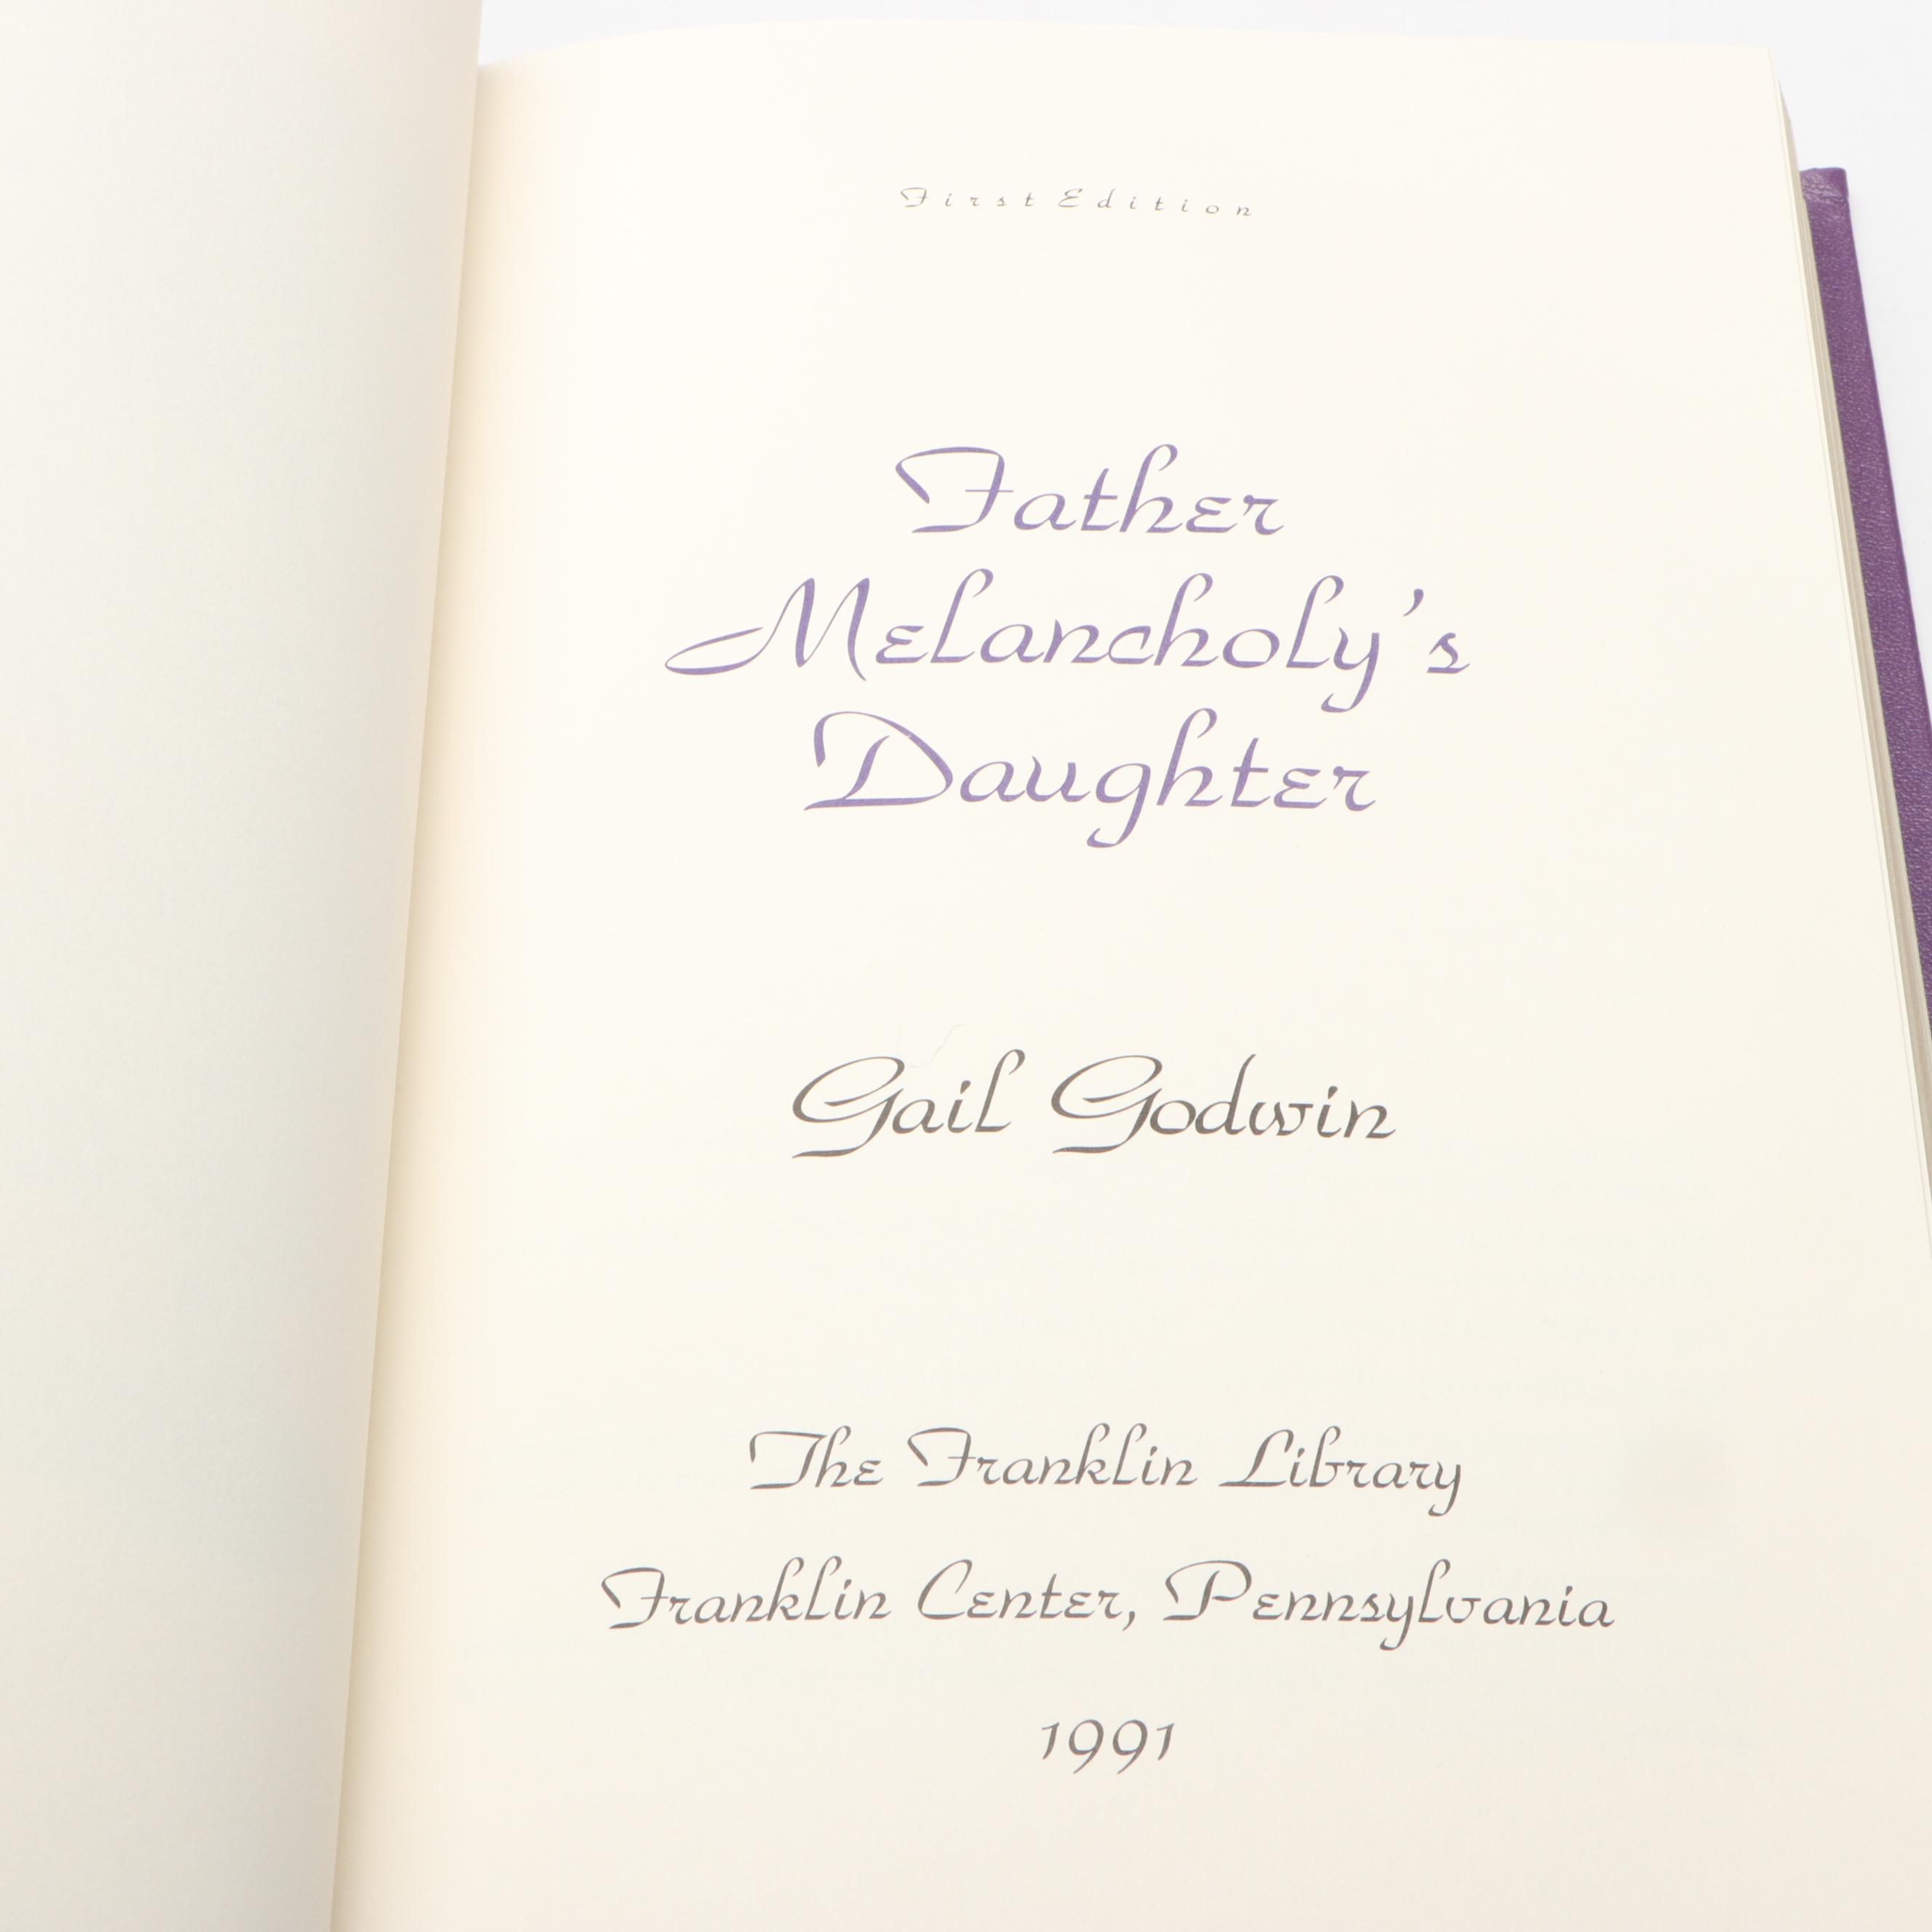 First Edition
Father
Melancholy's
Daughter
Gail Godwin
The Franklin Library
Franklin Center, Pennsylvania
1991